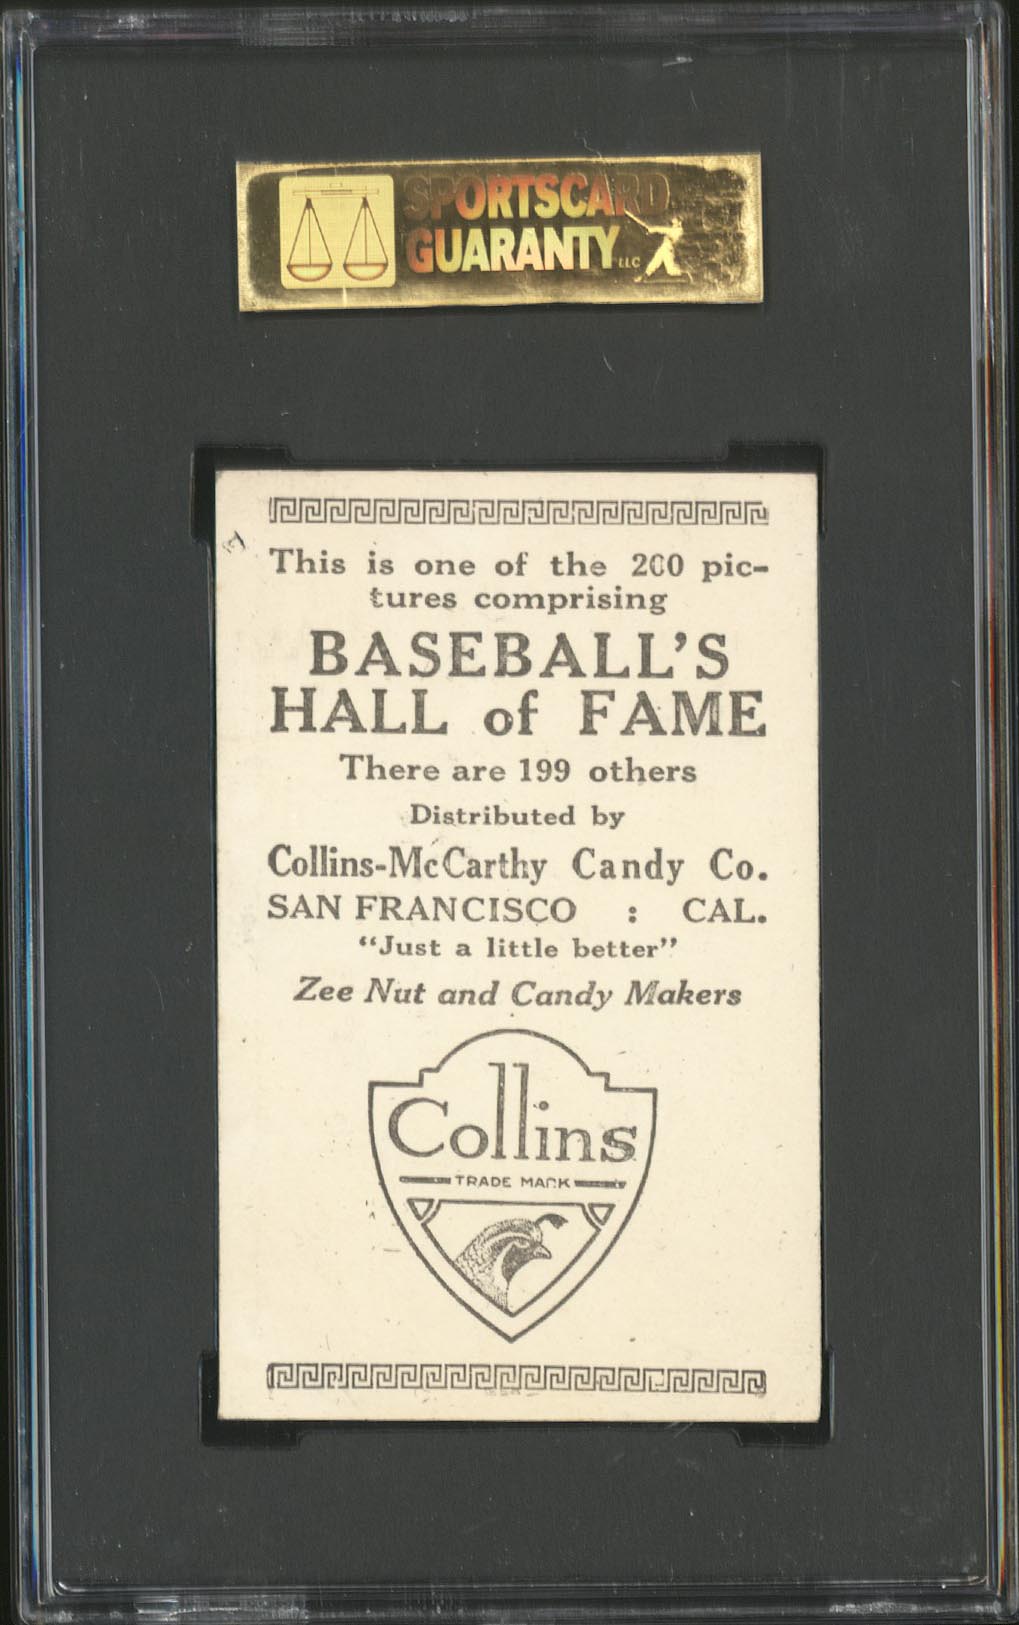 SPORTSCARD
GUARANTY LLC
This is one of the 200 pic-
tures comprising
BASEBALL'S
HALL of FAME
There are 199 others
Distributed by
Collins-McCarthy Candy Co.
SAN FRANCISCO : CAL.
"Just a little better"
Zee Nut and Candy Makers
Collins
TRADE MARK